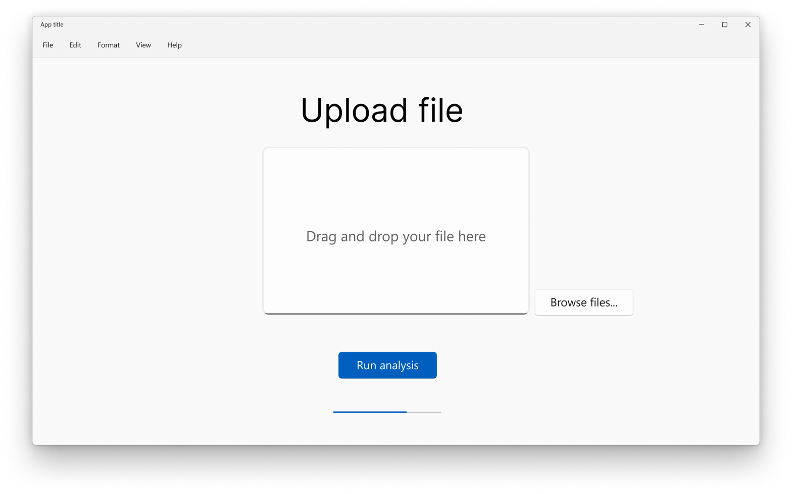 App title
File Edit Format View Help
Upload file
Drag and drop your file here
Browse files...
Run analysis